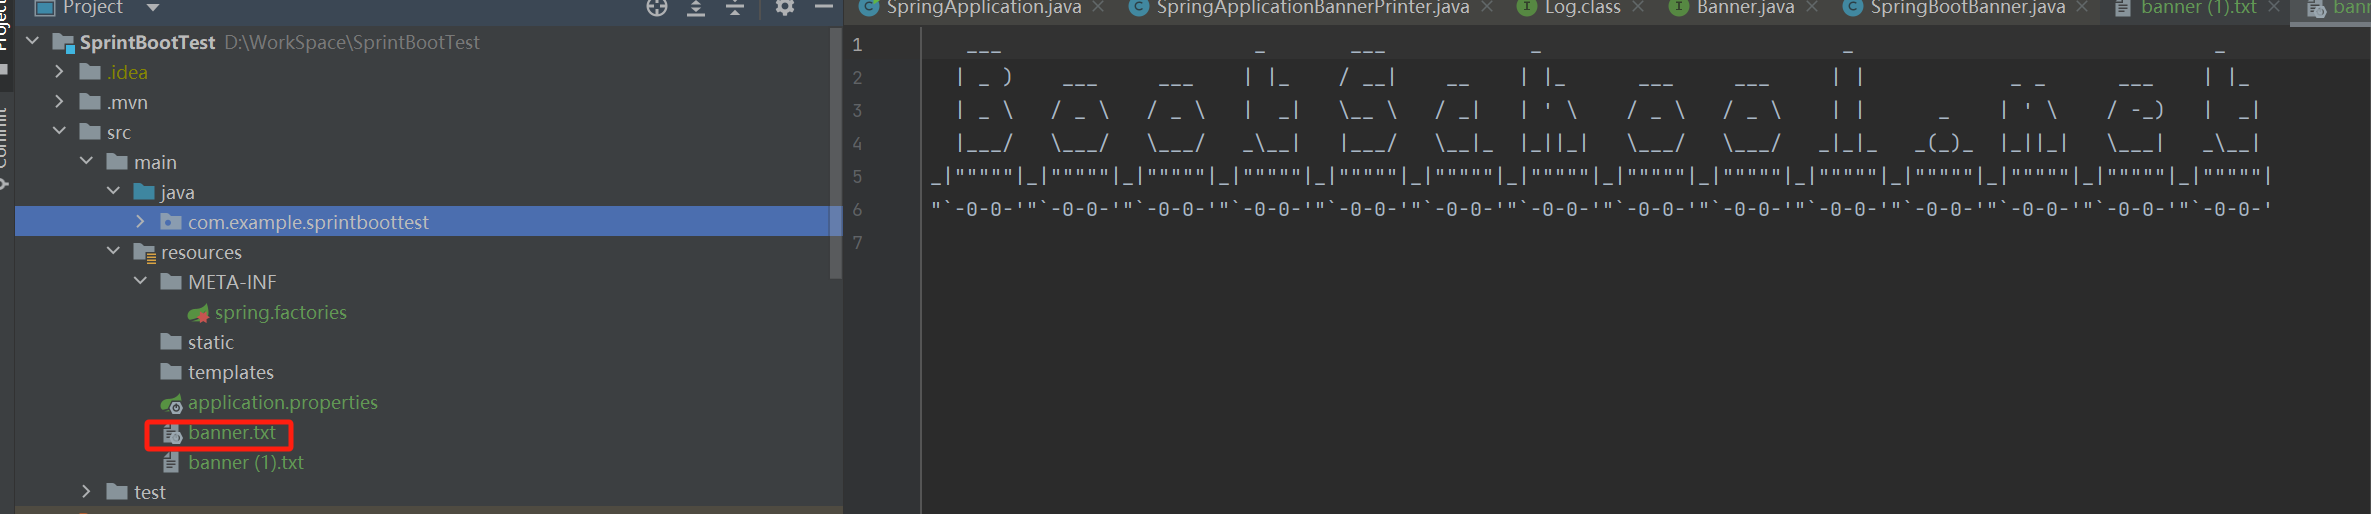 Project
SpringApplication.java
SpringApplicationBannerPrinter.java
Log.class
Banner.java
SpringBootBanner.java
banner (1).txt
Project
Commit
SprintBootTest D:\WorkSpace\SprintBootTest
.idea
.mvn
src
main
java
com.example.sprintboottest
resources
META-INF
spring.factories
static
templates
application.properties
banner.txt
banner (1).txt
test
1    ___                          _         ___               _                               _                                     _
2   | _ )     ___      ___     | |_     / __|     __     | |_       ___      ___      | |               _ _      ___     | |_
3   | _ \    / _ \    / _ \    |  _|    \__ \    / _|    | ' \     / _ \    / _ \     | |       _       | ' \    / -_)    |  _|
4   |___/    \___/    \___/    _\__|    |___/    \__|_   |_||_|    \___/    \___/    _|_|_    _(_)_    |_||_|    \___|    _\__|
5 _|"""""|_|"""""|_|"""""|_|"""""|_|"""""|_|"""""|_|"""""|_|"""""|_|"""""|_|"""""|_|"""""|_|"""""|_|"""""|_|"""""|
6 "`-0-0-'"`-0-0-'"`-0-0-'"`-0-0-'"`-0-0-'"`-0-0-'"`-0-0-'"`-0-0-'"`-0-0-'"`-0-0-'"`-0-0-'"`-0-0-'"`-0-0-'"`-0-0-'
7